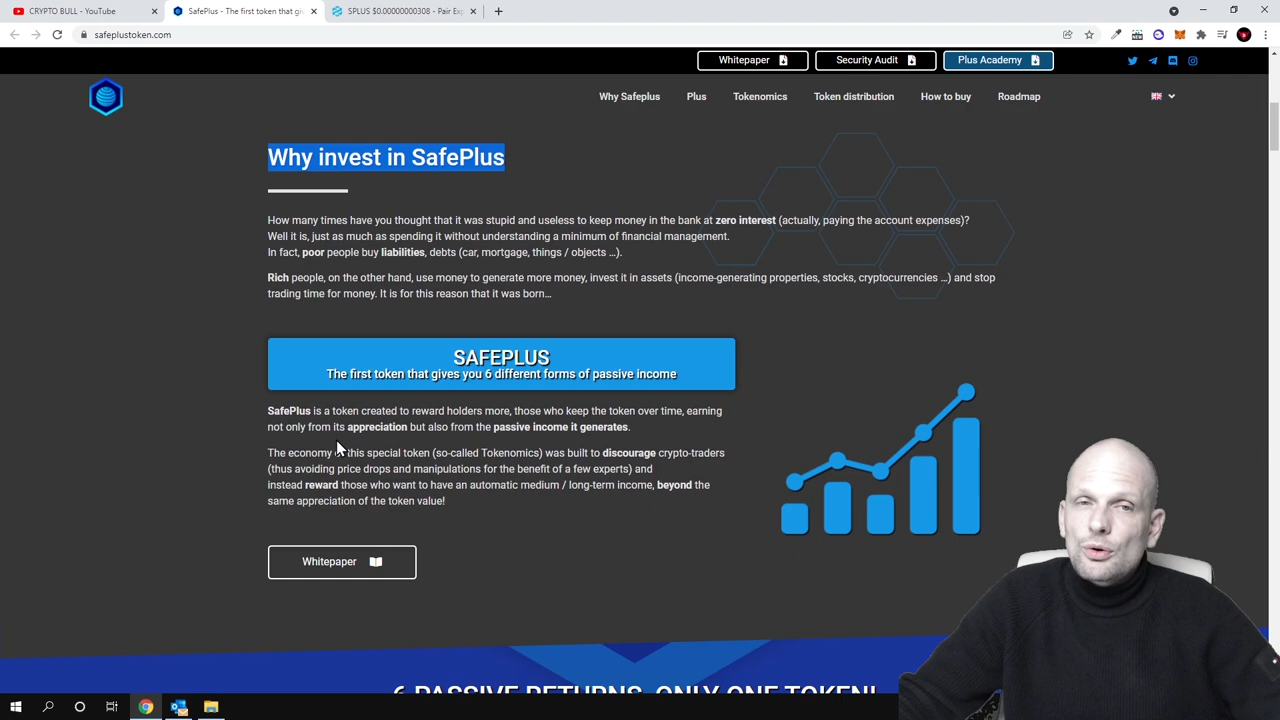 CRYPTO BULL - YouTube
SafePlus - The first token that gi
SPLUS $0.00000000308 - Pair Ex
safeplustoken.com
Whitepaper
Security Audit
Plus Academy
Why Safeplus
Plus
Tokenomics
Token distribution
How to buy
Roadmap
Why invest in SafePlus
How many times have you thought that it was stupid and useless to keep money in the bank at zero interest (actually, paying the account expenses)?
Well it is, just as much as spending it without understanding a minimum of financial management.
In fact, poor people buy liabilities, debts (car, mortgage, things / objects ...).
Rich people, on the other hand, use money to generate more money, invest it in assets (income-generating properties, stocks, cryptocurrencies ...) and stop
trading time for money. It is for this reason that it was born...
SAFEPLUS
The first token that gives you 6 different forms of passive income
SafePlus is a token created to reward holders more, those who keep the token over time, earning
not only from its appreciation but also from the passive income it generates.
The economy of this special token (so-called Tokenomics) was built to discourage crypto-traders
(thus avoiding price drops and manipulations for the benefit of a few experts) and
instead reward those who want to have an automatic medium / long-term income, beyond the
same appreciation of the token value!
Whitepaper
6 PASSIVE RETURNS, ONLY ONE TOKEN!